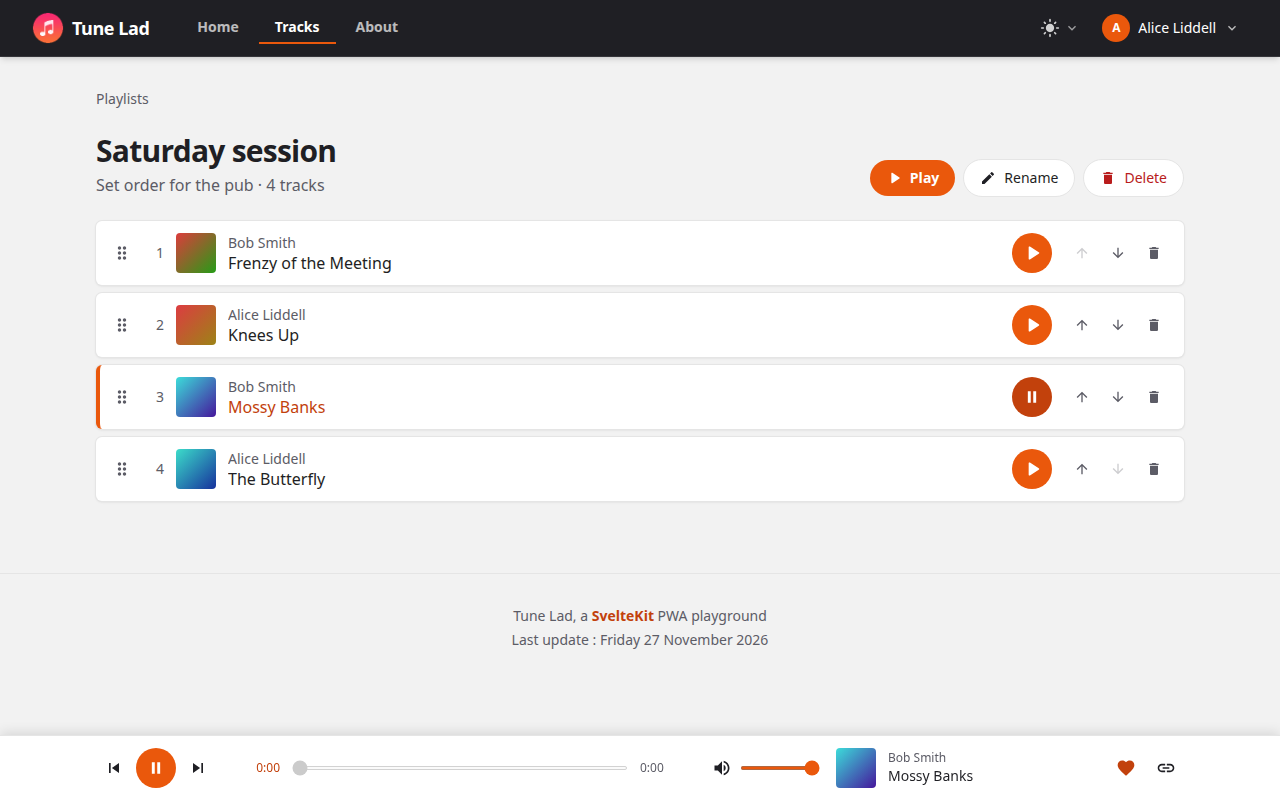 Tune Lad
Home
Tracks
About
A
Alice Liddell
Playlists
Saturday session
Set order for the pub · 4 tracks
Play
Rename
Delete
1
Bob Smith
Frenzy of the Meeting
2
Alice Liddell
Knees Up
3
Bob Smith
Mossy Banks
4
Alice Liddell
The Butterfly
Tune Lad, a SvelteKit PWA playground
Last update : Friday 27 November 2026
0:00
0:00
Bob Smith
Mossy Banks